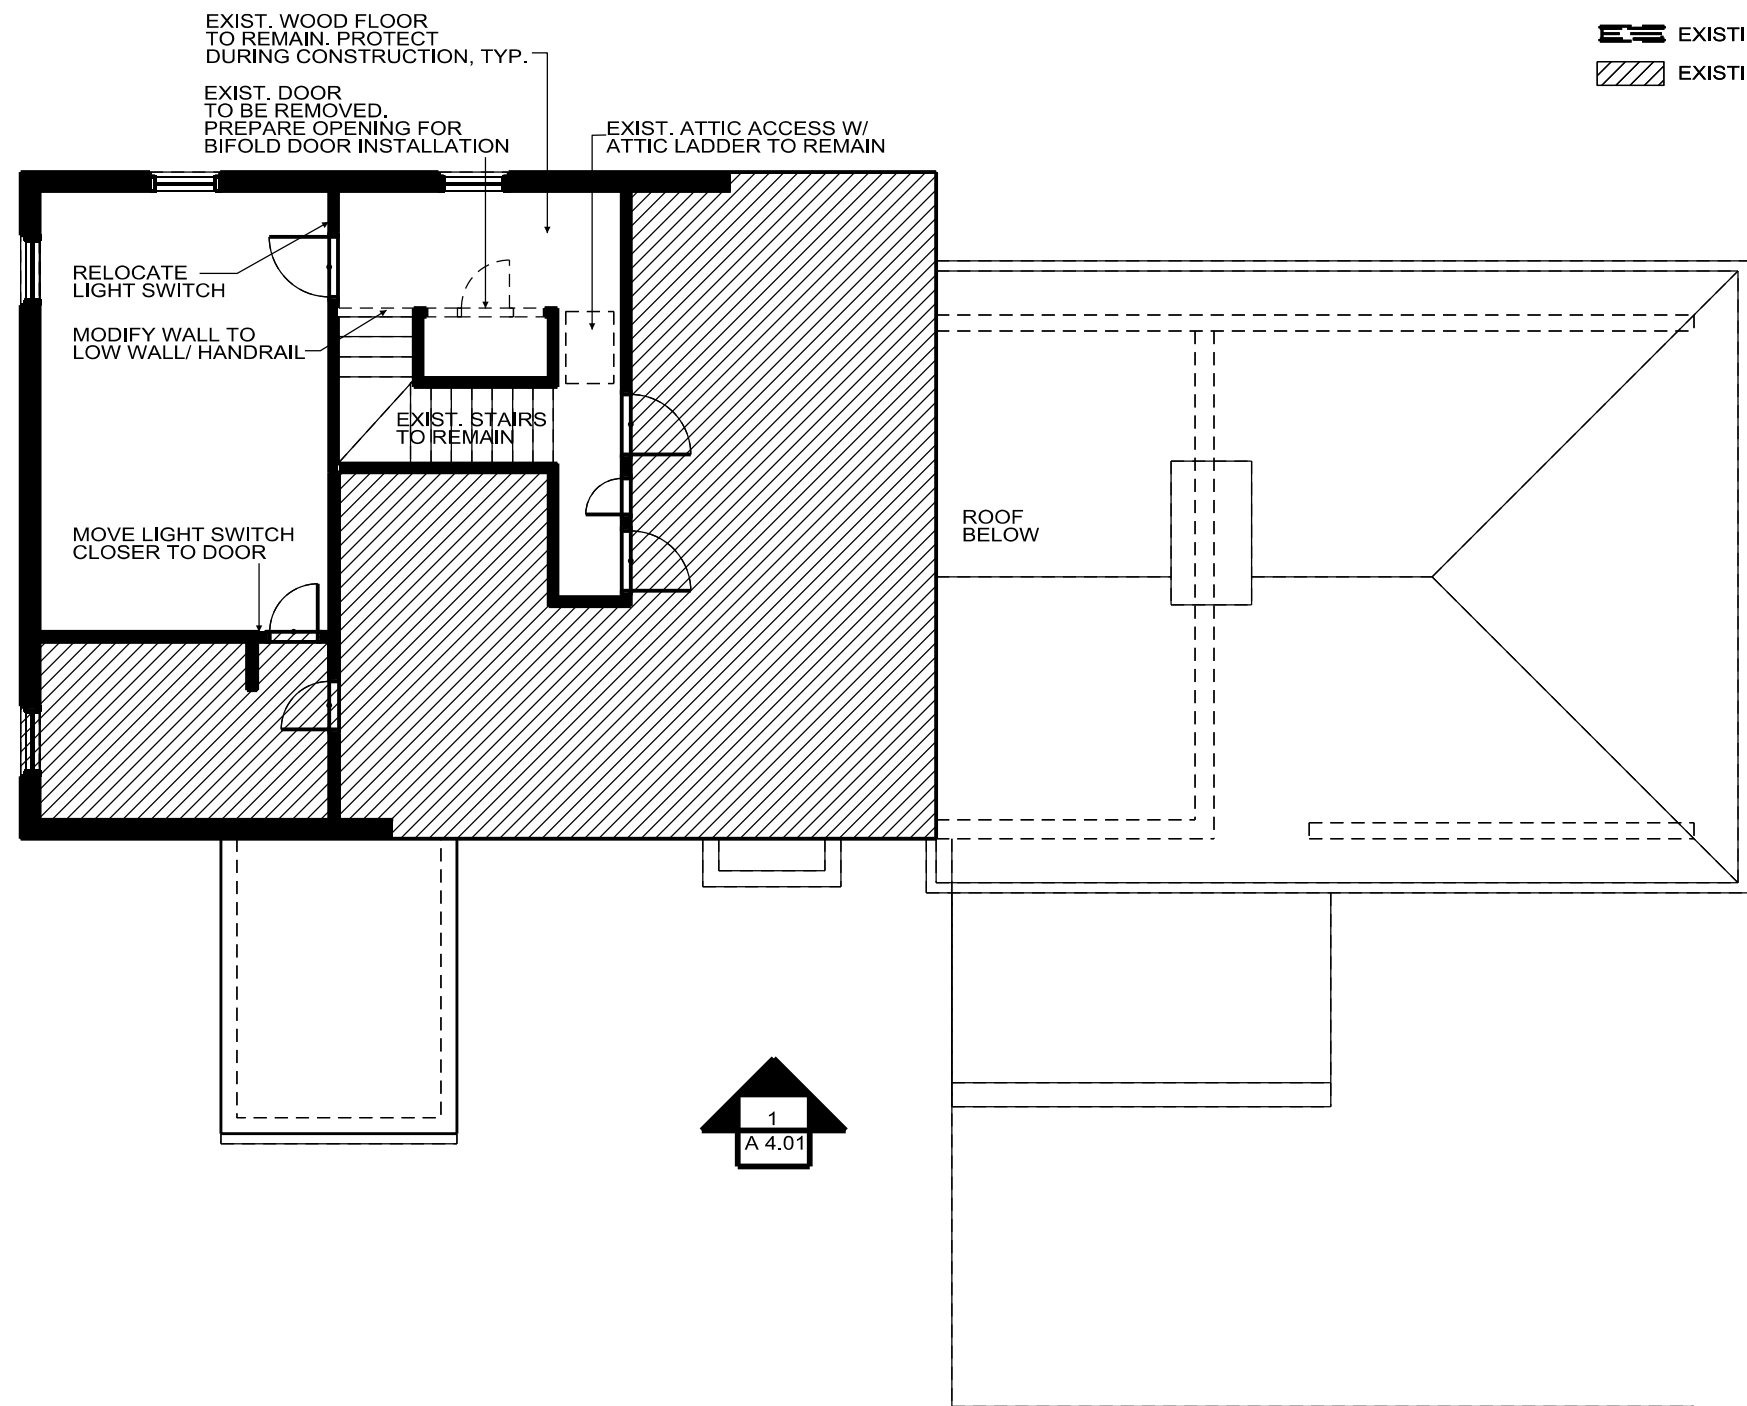 EXIST. WOOD FLOOR
TO REMAIN. PROTECT
DURING CONSTRUCTION, TYP.
EXISTI
EXISTI
EXIST. DOOR
TO BE REMOVED.
PREPARE OPENING FOR
BIFOLD DOOR INSTALLATION
EXIST. ATTIC ACCESS W/
ATTIC LADDER TO REMAIN
RELOCATE
LIGHT SWITCH
MODIFY WALL TO
LOW WALL/ HANDRAIL
EXIST. STAIRS
TO REMAIN
MOVE LIGHT SWITCH
CLOSER TO DOOR
ROOF
BELOW
1
A 4.01